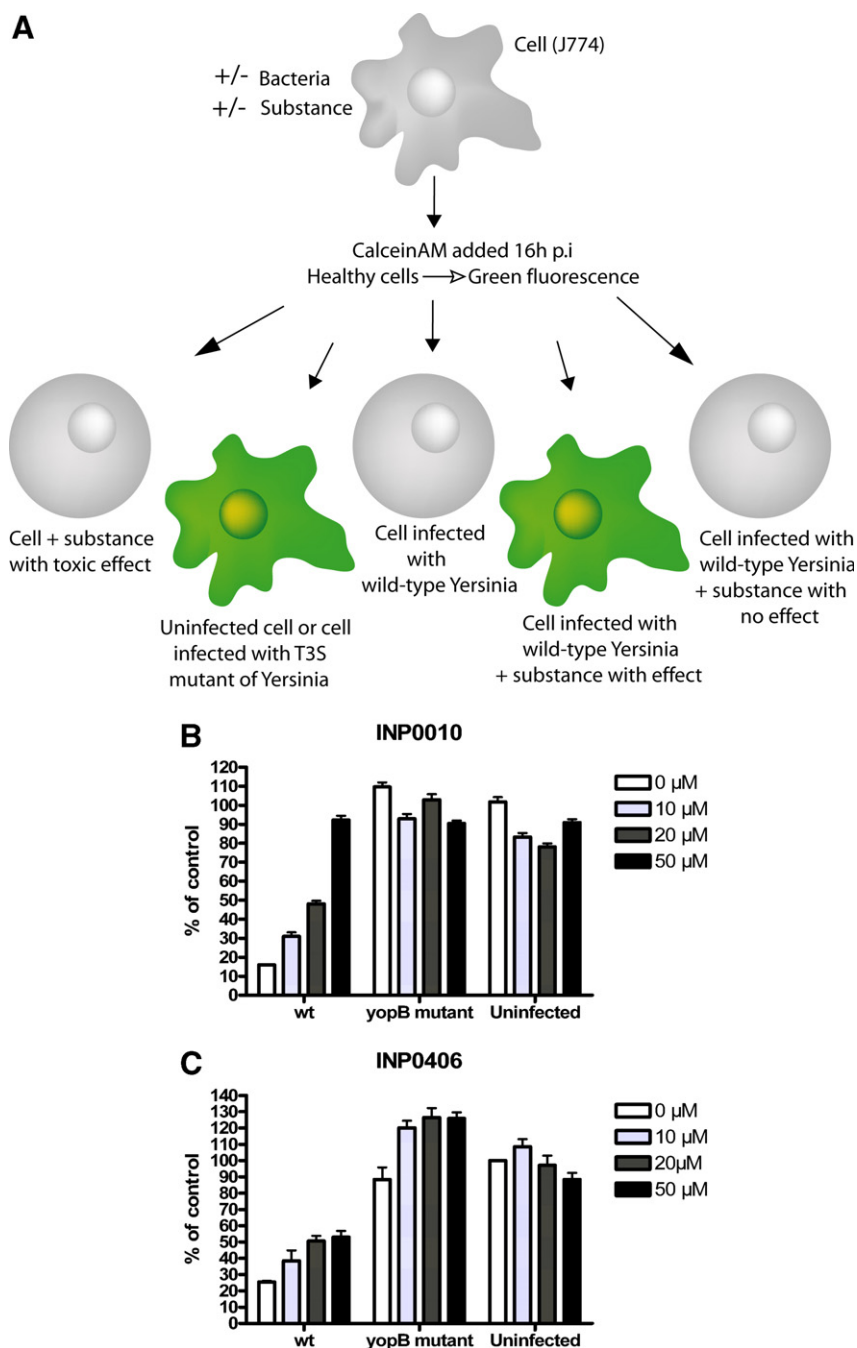 A
Cell (J774)
+/- Bacteria
+/- Substance
CalceinAM added 16h p.i
Healthy cells Green fluorescence
Cell + substance
with toxic effect
Uninfected cell or cell
infected with T3S
mutant of Yersinia
Cell infected
with
wild-type Yersinia
Cell infected with
wild-type Yersinia
+ substance with effect
Cell infected with
wild-type Yersinia
+ substance with
no effect
B
INP0010
% of control
120
110
100
90
80
70
60
50
40
30
20
10
0
wt
yopB mutant
Uninfected
0 µM
10 µM
20 µM
50 µM
C
INP0406
% of control
140
130
120
110
100
90
80
70
60
50
40
30
20
10
0
wt
yopB mutant
Uninfected
0 µM
10 µM
20µM
50 µM